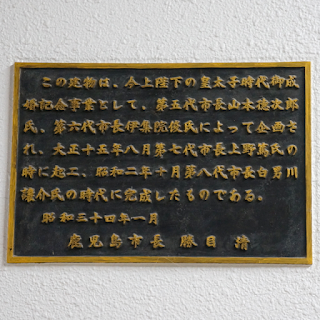 この建物は、今上陛下の皇太子時代御成
婚記念事業として、第五代市長山本徳次郎
氏、第六代市長伊集院俊氏によって企画さ
れ、大正十五年八月第七代市長上野篤氏の
時に起工、昭和二年十月第八代市長白男川
譲介氏の時代に完成したものである。
昭和三十四年一月
鹿児島市長 勝目清